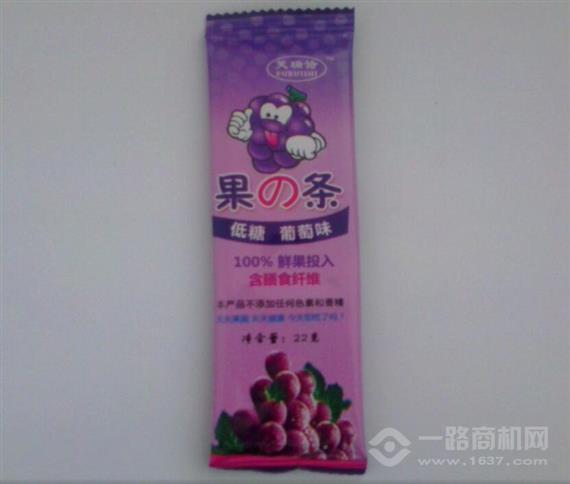 果の条
低糖 葡萄味
100% 鲜果投入
含膳食纤维
本产品不添加任何色素和香精
净含量：22克
一路商机网
www.1637.com